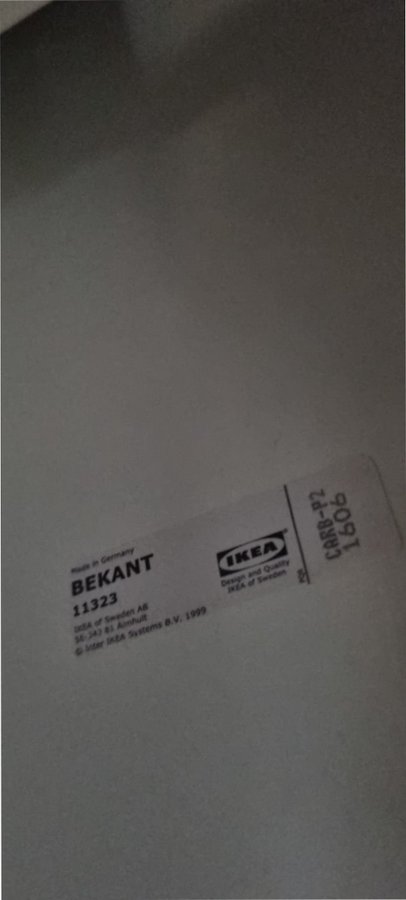 Made in Germany
BEKANT
11323
IKEA of Sweden AB
SE-343 81 Älmhult
© Inter IKEA Systems B.V. 1999
IKEA
Design and Quality
IKEA of Sweden
CARB-P2
1606